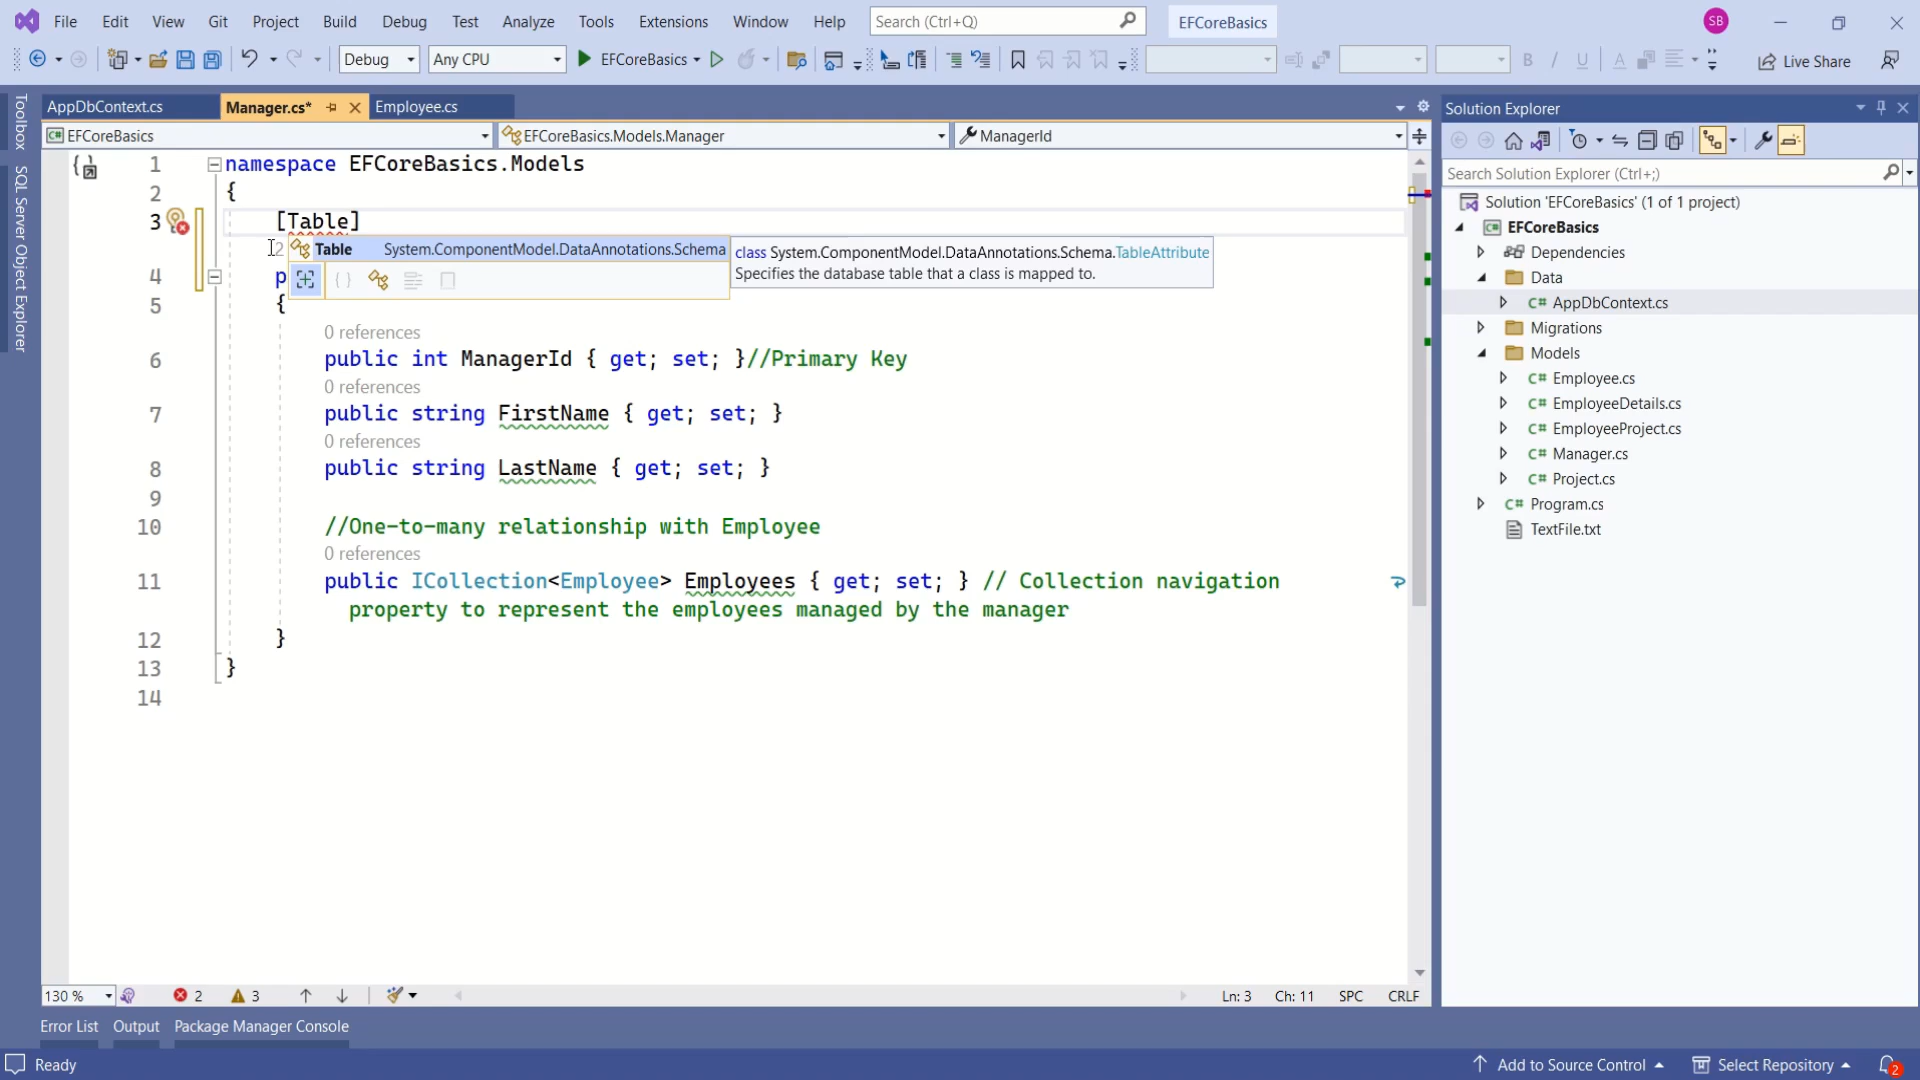 File Edit View Git Project Build Debug Test Analyze Tools Extensions Window Help Search (Ctrl+Q) EFCoreBasics SB
Debug Any CPU EFCoreBasics Live Share
AppDbContext.cs Manager.cs* Employee.cs
EFCoreBasics EFCoreBasics.Models.Manager ManagerId
Toolbox
SQL Server Object Explorer
1 namespace EFCoreBasics.Models
2 {
3 [Table]
2 Table System.ComponentModel.DataAnnotations.Schema
class System.ComponentModel.DataAnnotations.Schema.TableAttribute
Specifies the database table that a class is mapped to.
4 p
5 {
0 references
6 public int ManagerId { get; set; }//Primary Key
0 references
7 public string FirstName { get; set; }
0 references
8 public string LastName { get; set; }
9
10 //One-to-many relationship with Employee
0 references
11 public ICollection<Employee> Employees { get; set; } // Collection navigation
property to represent the employees managed by the manager
12 }
13 }
14
130 % 2 3 Ln: 3 Ch: 11 SPC CRLF
Solution Explorer
Search Solution Explorer (Ctrl+;)
Solution 'EFCoreBasics' (1 of 1 project)
EFCoreBasics
Dependencies
Data
C# AppDbContext.cs
Migrations
Models
C# Employee.cs
C# EmployeeDetails.cs
C# EmployeeProject.cs
C# Manager.cs
C# Project.cs
C# Program.cs
TextFile.txt
Error List Output Package Manager Console
Ready Add to Source Control Select Repository 2